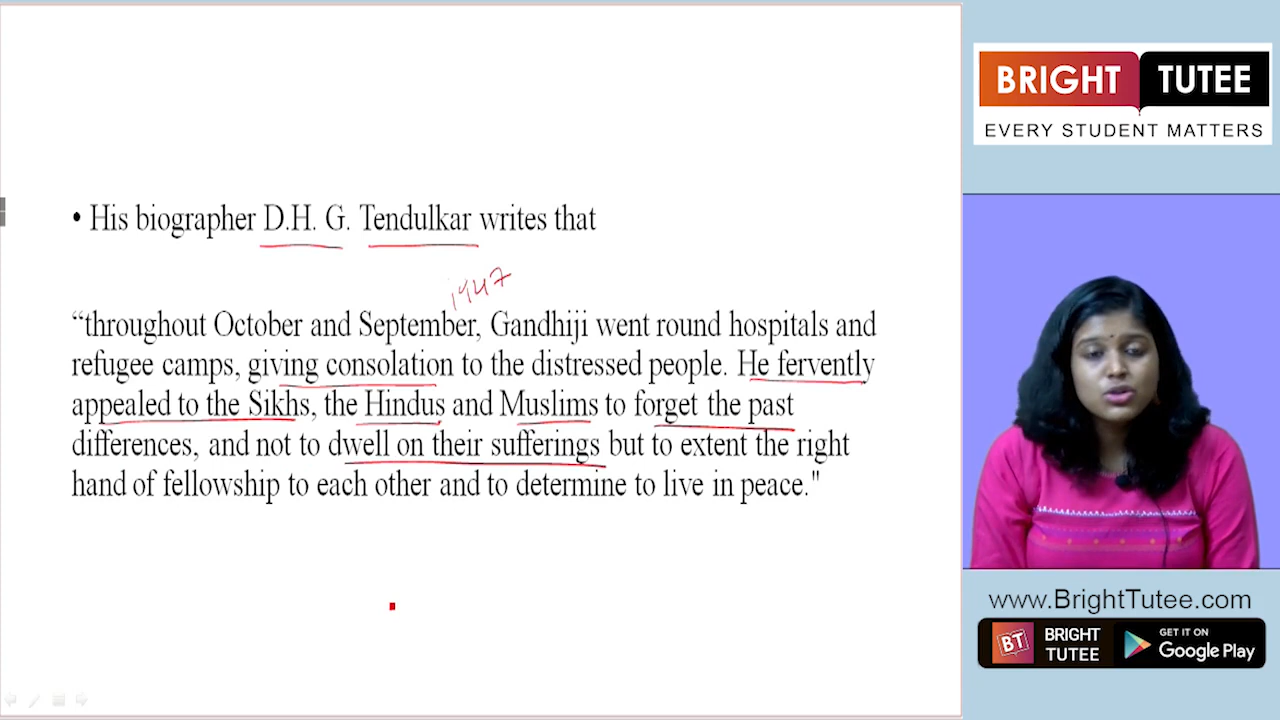 • His biographer D.H. G. Tendulkar writes that
1947
“throughout October and September, Gandhiji went round hospitals and
refugee camps, giving consolation to the distressed people. He fervently
appealed to the Sikhs, the Hindus and Muslims to forget the past
differences, and not to dwell on their sufferings but to extent the right
hand of fellowship to each other and to determine to live in peace."
BRIGHT TUTEE
EVERY STUDENT MATTERS
www.BrightTutee.com
BT BRIGHT TUTEE
GET IT ON
Google Play